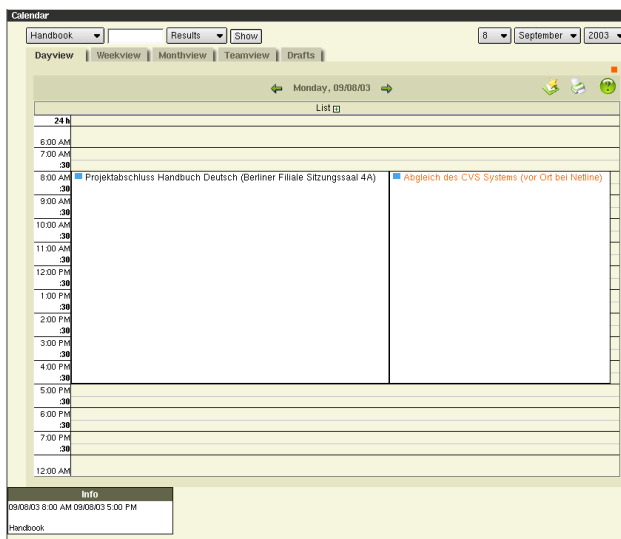 Calendar
Handbook Results Show 8 September 2003
Dayview Weekview Monthview Teamview Drafts
Monday, 09/08/03
List
24 h
6:00 AM
7:00 AM
:30
8:00 AM Projektabschluss Handbuch Deutsch (Berliner Filiale Sitzungssaal 4A) Abgleich des CVS Systems (vor Ort bei Netline)
:30
9:00 AM
:30
10:00 AM
:30
11:00 AM
:30
12:00 PM
:30
1:00 PM
:30
2:00 PM
:30
3:00 PM
:30
4:00 PM
:30
5:00 PM
:30
6:00 PM
:30
7:00 PM
:30
12:00 AM
Info
09/08/03 8:00 AM 09/08/03 5:00 PM
Handbook